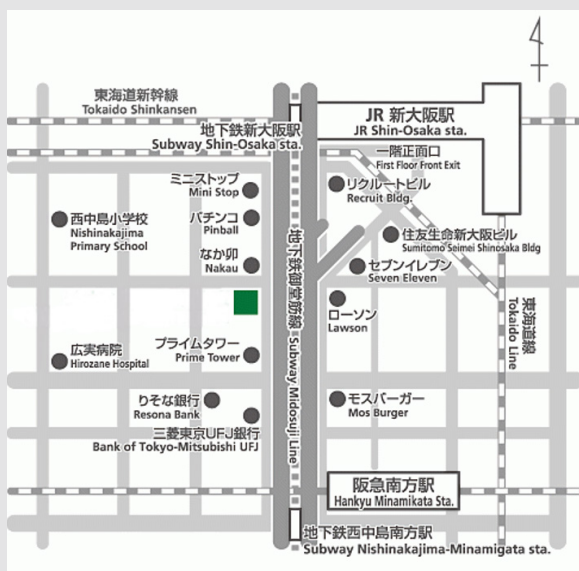 東海道新幹線
Tokaido Shinkansen
JR 新大阪駅
JR Shin-Osaka sta.
地下鉄新大阪駅
Subway Shin-Osaka sta.
一階正面口
First Floor Front Exit
ミニストップ
Mini Stop
リクルートビル
Recruit Bldg.
西中島小学校
Nishinakajima
Primary School
パチンコ
Pinball
住友生命新大阪ビル
Sumitomo Seimei Shinosaka Bldg
なか卯
Nakau
セブンイレブン
Seven Eleven
地下鉄御堂筋線 Subway Midosuji Line
ローソン
Lawson
東海道線
Tokaido Line
広実病院
Hirozane Hospital
プライムタワー
Prime Tower
りそな銀行
Resona Bank
モスバーガー
Mos Burger
三菱東京UFJ銀行
Bank of Tokyo-Mitsubishi UFJ
阪急南方駅
Hankyu Minamikata Sta.
地下鉄西中島南方駅
Subway Nishinakajima-Minamigata sta.